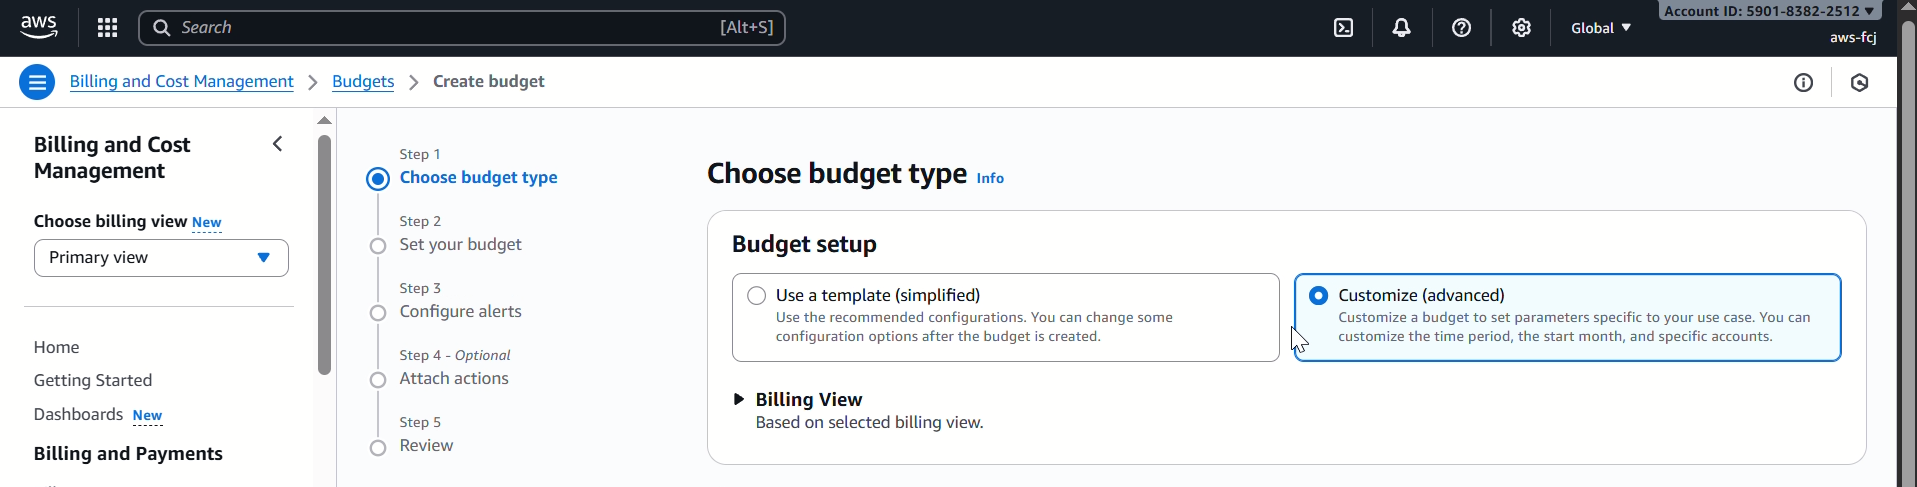 aws
Search
[Alt+S]
Global
Account ID: 5901-8382-2512
aws-fcj
Billing and Cost Management
Budgets
Create budget
Billing and Cost
Management
Choose billing view New
Primary view
Home
Getting Started
Dashboards New
Billing and Payments
Step 1
Choose budget type
Step 2
Set your budget
Step 3
Configure alerts
Step 4 - Optional
Attach actions
Step 5
Review
Choose budget type Info
Budget setup
Use a template (simplified)
Use the recommended configurations. You can change some
configuration options after the budget is created.
Customize (advanced)
Customize a budget to set parameters specific to your use case. You can
customize the time period, the start month, and specific accounts.
Billing View
Based on selected billing view.